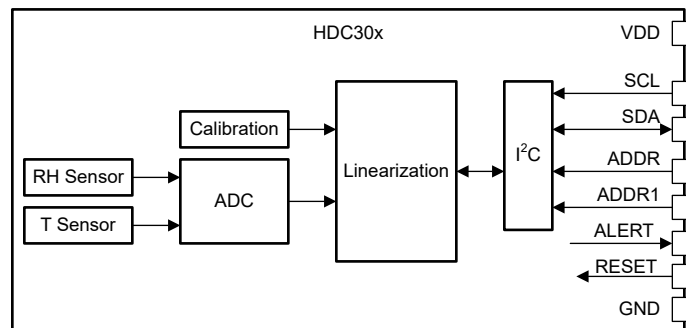 HDC30x
VDD
SCL
Calibration
SDA
I²C
Linearization
ADDR
RH Sensor
ADC
ADDR1
T Sensor
ALERT
RESET
GND